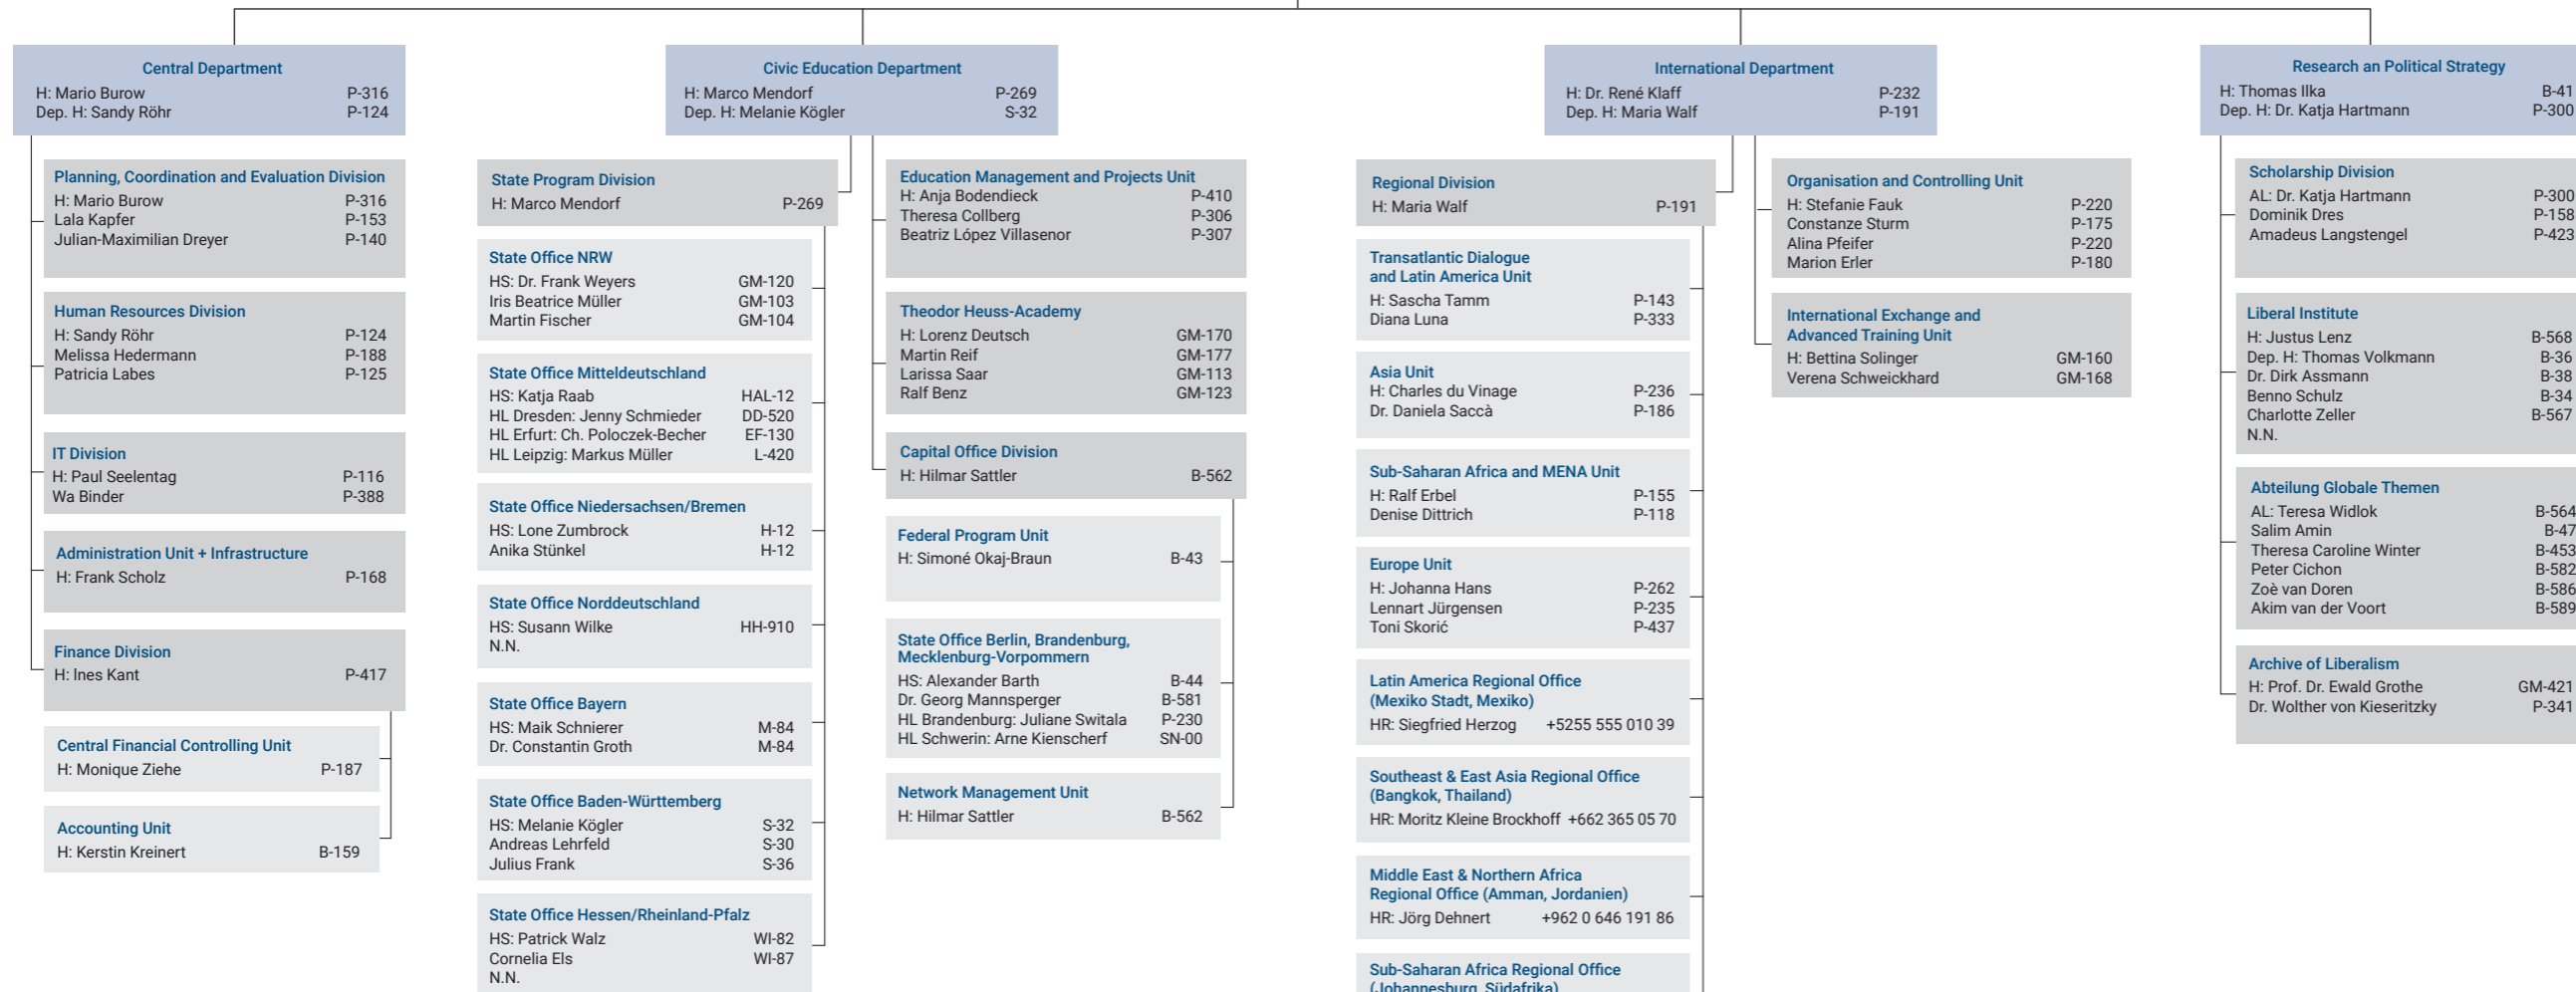 Central Department
H: Mario Burow P-316
Dep. H: Sandy Röhr P-124
Planning, Coordination and Evaluation Division
H: Mario Burow P-316
Lala Kapfer P-153
Julian-Maximilian Dreyer P-140
Human Resources Division
H: Sandy Röhr P-124
Melissa Hedermann P-188
Patricia Labes P-125
IT Division
H: Paul Seelentag P-116
Wa Binder P-388
Administration Unit + Infrastructure
H: Frank Scholz P-168
Finance Division
H: Ines Kant P-417
Central Financial Controlling Unit
H: Monique Ziehe P-187
Accounting Unit
H: Kerstin Kreinert B-159
Civic Education Department
H: Marco Mendorf P-269
Dep. H: Melanie Kögler S-32
State Program Division
H: Marco Mendorf P-269
State Office NRW
HS: Dr. Frank Weyers GM-120
Iris Beatrice Müller GM-103
Martin Fischer GM-104
State Office Mitteldeutschland
HS: Katja Raab HAL-12
HL Dresden: Jenny Schmieder DD-520
HL Erfurt: Ch. Poloczek-Becher EF-130
HL Leipzig: Markus Müller L-420
State Office Niedersachsen/Bremen
HS: Lone Zumbrock H-12
Anika Stünkel H-12
State Office Norddeutschland
HS: Susann Wilke HH-910
N.N.
State Office Bayern
HS: Maik Schnierer M-84
Dr. Constantin Groth M-84
State Office Baden-Württemberg
HS: Melanie Kögler S-32
Andreas Lehrfeld S-30
Julius Frank S-36
State Office Hessen/Rheinland-Pfalz
HS: Patrick Walz WI-82
Cornelia Els WI-87
N.N.
Education Management and Projects Unit
H: Anja Bodendieck P-410
Theresa Collberg P-306
Beatriz López Villasenor P-307
Theodor Heuss-Academy
H: Lorenz Deutsch GM-170
Martin Reif GM-177
Larissa Saar GM-113
Ralf Benz GM-123
Capital Office Division
H: Hilmar Sattler B-562
Federal Program Unit
H: Simoné Okaj-Braun B-43
State Office Berlin, Brandenburg,
Mecklenburg-Vorpommern
HS: Alexander Barth B-44
Dr. Georg Mannsperger B-581
HL Brandenburg: Juliane Switala P-230
HL Schwerin: Arne Kienscherf SN-00
Network Management Unit
H: Hilmar Sattler B-562
International Department
H: Dr. René Klaff P-232
Dep. H: Maria Walf P-191
Regional Division
H: Maria Walf P-191
Transatlantic Dialogue
and Latin America Unit
H: Sascha Tamm P-143
Diana Luna P-333
Asia Unit
H: Charles du Vinage P-236
Dr. Daniela Saccà P-186
Sub-Saharan Africa and MENA Unit
H: Ralf Erbel P-155
Denise Dittrich P-118
Europe Unit
H: Johanna Hans P-262
Lennart Jürgensen P-235
Toni Skorić P-437
Latin America Regional Office
(Mexiko Stadt, Mexiko)
HR: Siegfried Herzog +5255 555 010 39
Southeast & East Asia Regional Office
(Bangkok, Thailand)
HR: Moritz Kleine Brockhoff +662 365 05 70
Middle East & Northern Africa
Regional Office (Amman, Jordanien)
HR: Jörg Dehnert +962 0 646 191 86
Sub-Saharan Africa Regional Office
(Johannesburg, Südafrika)
Organisation and Controlling Unit
H: Stefanie Fauk P-220
Constanze Sturm P-175
Alina Pfeifer P-220
Marion Erler P-180
International Exchange and
Advanced Training Unit
H: Bettina Solinger GM-160
Verena Schweickhard GM-168
Research an Political Strategy
H: Thomas Ilka B-41
Dep. H: Dr. Katja Hartmann P-300
Scholarship Division
AL: Dr. Katja Hartmann P-300
Dominik Dres P-158
Amadeus Langstengel P-423
Liberal Institute
H: Justus Lenz B-568
Dep. H: Thomas Volkmann B-36
Dr. Dirk Assmann B-38
Benno Schulz B-34
Charlotte Zeller B-567
N.N.
Abteilung Globale Themen
AL: Teresa Widlok B-564
Salim Amin B-47
Theresa Caroline Winter B-453
Peter Cichon B-582
Zoè van Doren B-586
Akim van der Voort B-589
Archive of Liberalism
H: Prof. Dr. Ewald Grothe GM-421
Dr. Wolther von Kieseritzky P-341